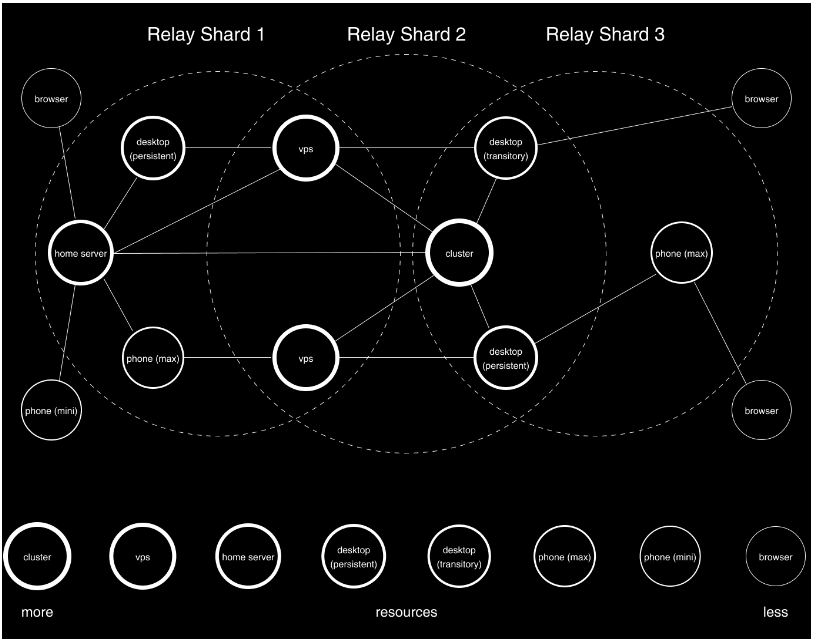 Relay Shard 1
Relay Shard 2
Relay Shard 3
browser
browser
desktop
(persistent)
vps
desktop
(transitory)
home server
cluster
phone (max)
phone (max)
vps
desktop
(persistent)
phone (mini)
browser
cluster
vps
home server
desktop
(persistent)
desktop
(transitory)
phone (max)
phone (mini)
browser
more
resources
less